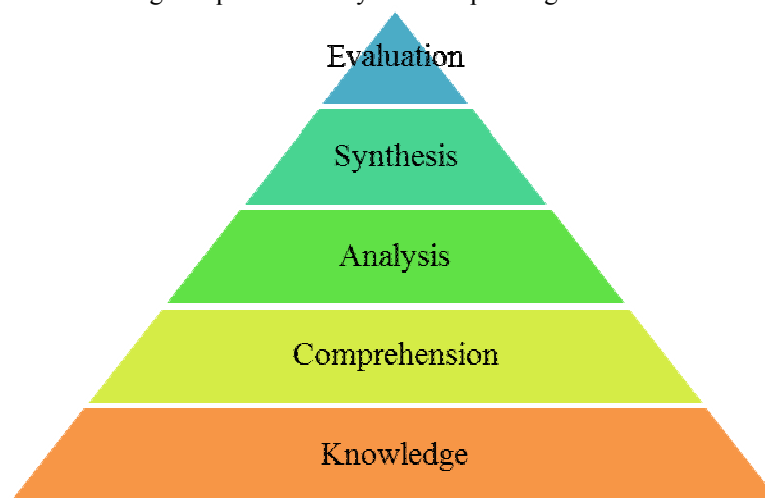 Evaluation
Synthesis
Analysis
Comprehension
Knowledge